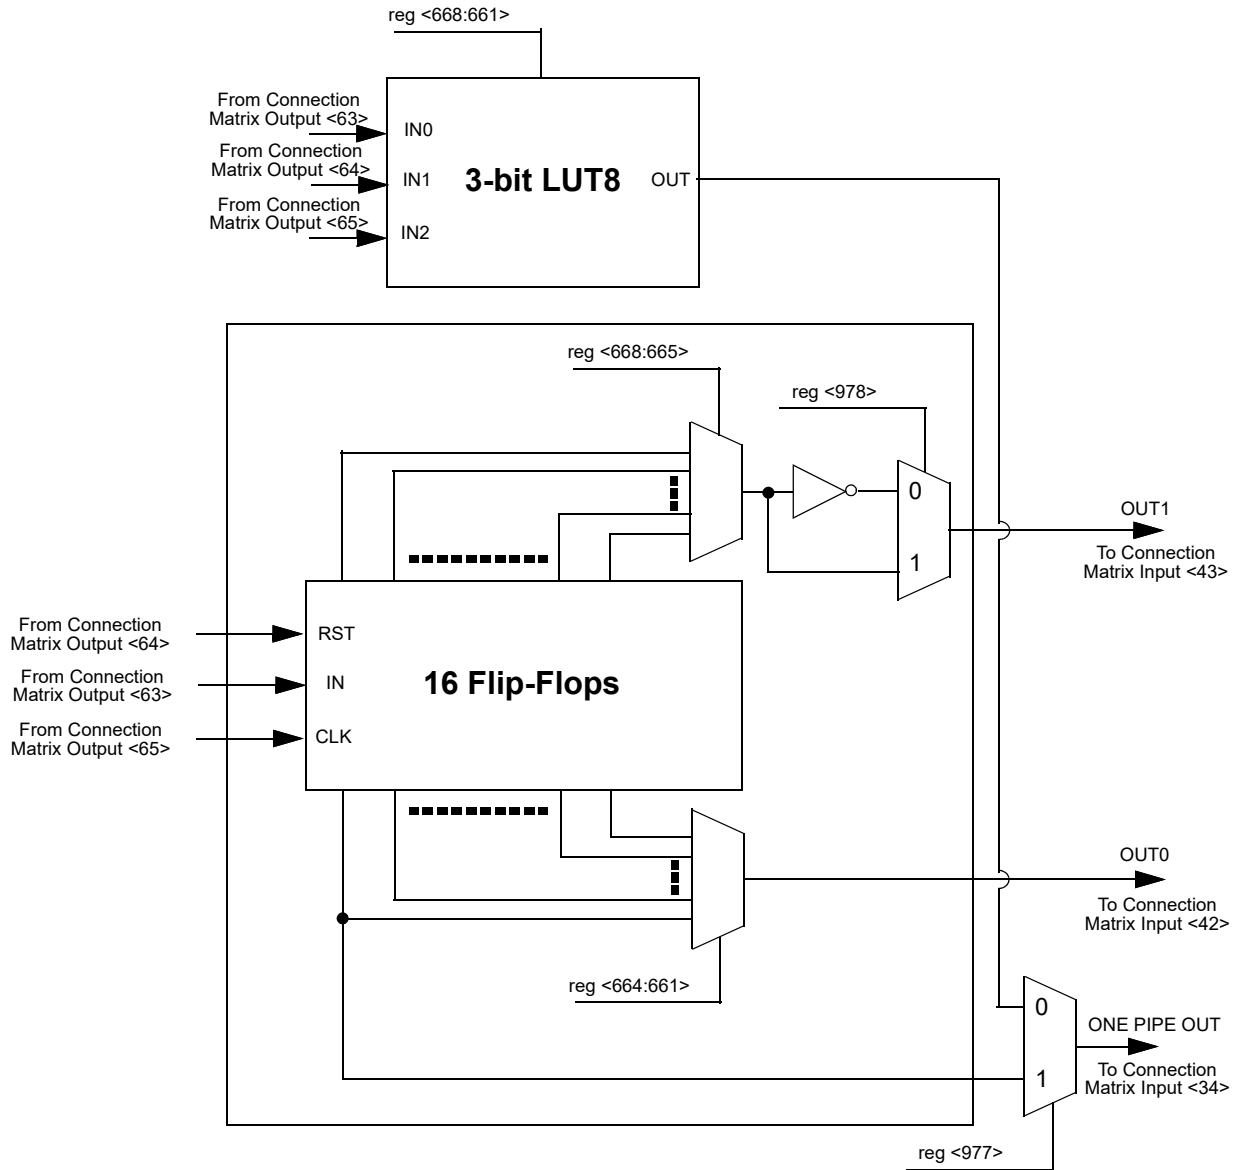 reg <668:661>
From Connection
Matrix Output <63>
IN0
From Connection
Matrix Output <64>
IN1
3-bit LUT8
OUT
From Connection
Matrix Output <65>
IN2
reg <668:665>
reg <978>
0
1
OUT1
To Connection
Matrix Input <43>
From Connection
Matrix Output <64>
RST
From Connection
Matrix Output <63>
IN
16 Flip-Flops
From Connection
Matrix Output <65>
CLK
OUT0
To Connection
Matrix Input <42>
reg <664:661>
0
1
ONE PIPE OUT
To Connection
Matrix Input <34>
reg <977>